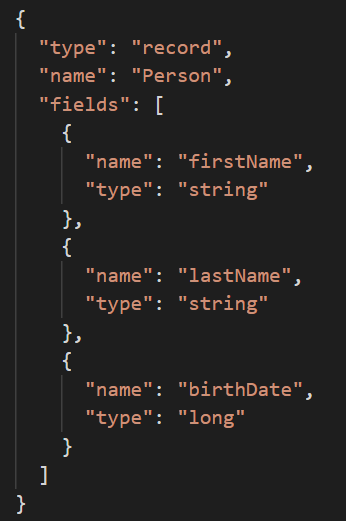 {
  "type": "record",
  "name": "Person",
  "fields": [
    {
      "name": "firstName",
      "type": "string"
    },
    {
      "name": "lastName",
      "type": "string"
    },
    {
      "name": "birthDate",
      "type": "long"
    }
  ]
}